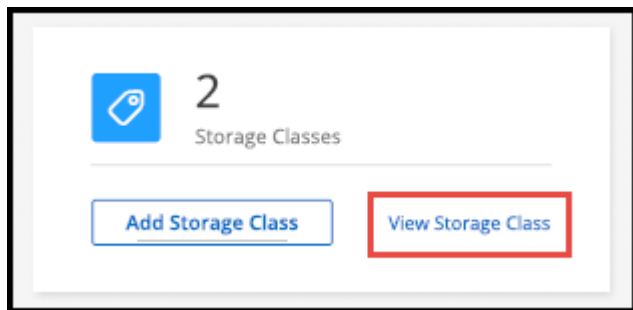 2
Storage Classes
Add Storage Class
View Storage Class